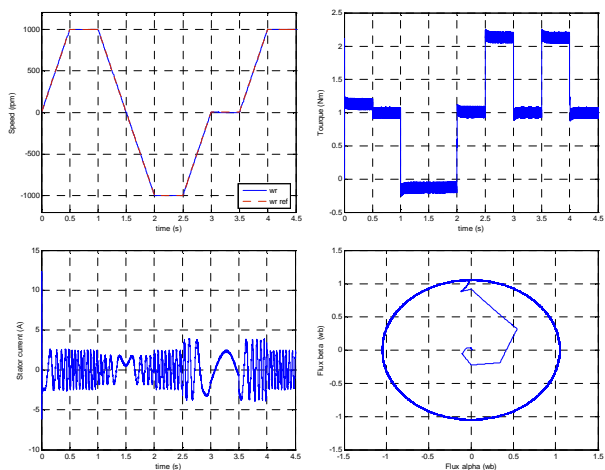 1000
500
0
-500
-1000
Speed (rpm)
wr
wr ref
0 0.5 1 1.5 2 2.5 3 3.5 4 4.5
time (s)
2.5
2
1.5
1
0.5
0
-0.5
Tourque (Nm)
0 0.5 1 1.5 2 2.5 3 3.5 4 4.5
time (s)
15
10
5
0
-5
-10
Stator current (A)
0 0.5 1 1.5 2 2.5 3 3.5 4 4.5
time (s)
1.5
1
0.5
0
-0.5
-1
-1.5
Flux beta (wb)
-1.5 -1 -0.5 0 0.5 1 1.5
Flux alpha (wb)